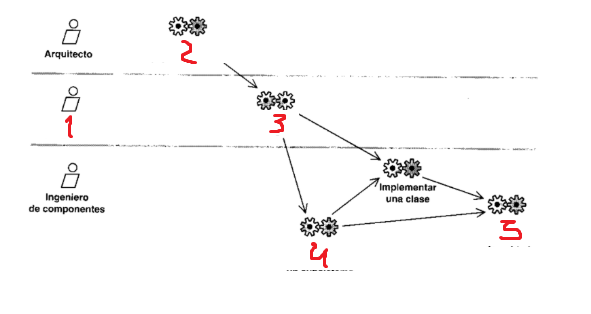 2
Arquitecto
3
1
Implementar
una clase
Ingeniero
de componentes
5
4